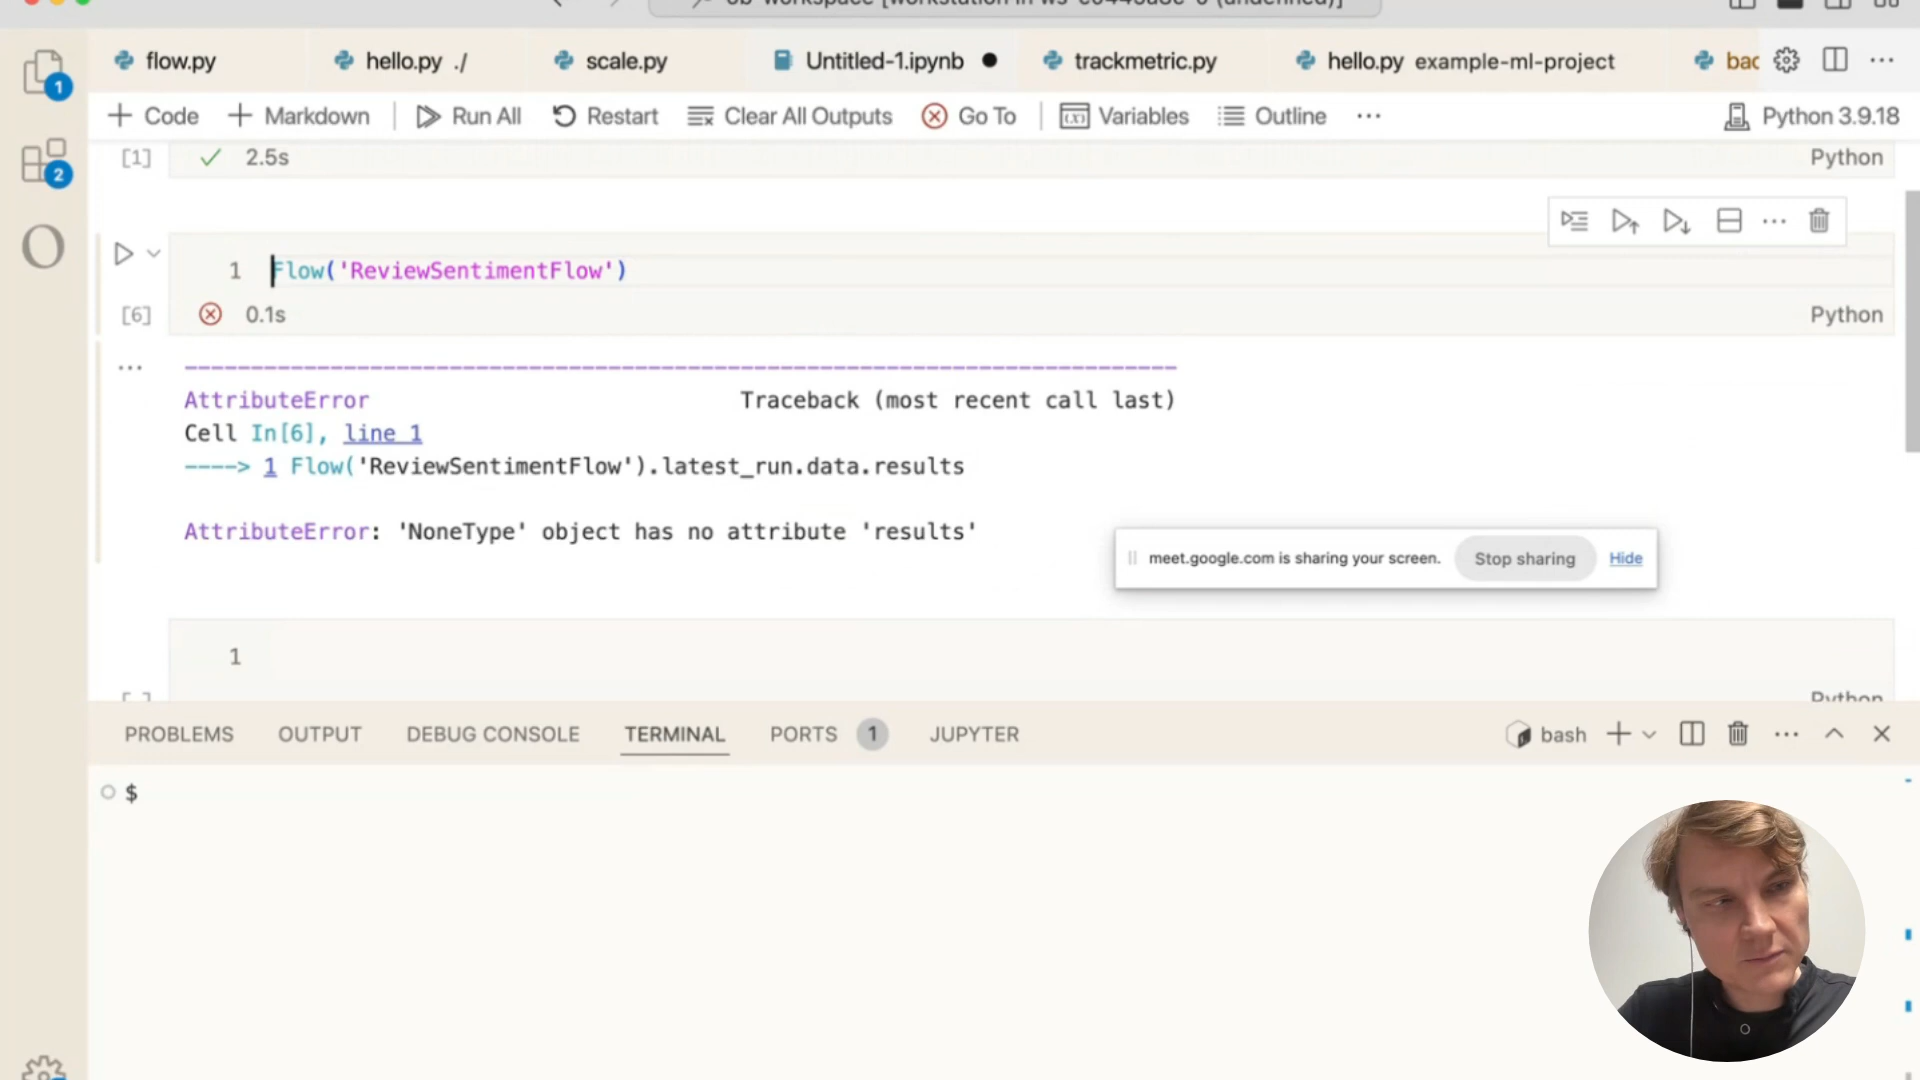 flow.py
hello.py ./
scale.py
Untitled-1.ipynb
trackmetric.py
hello.py example-ml-project
1
Code
Markdown
Run All
Restart
Clear All Outputs
Go To
Variables
Outline
Python 3.9.18
[1] 2.5s Python
2
1 Flow('ReviewSentimentFlow')
[6] 0.1s Python
AttributeError Traceback (most recent call last)
Cell In[6], line 1
----> 1 Flow('ReviewSentimentFlow').latest_run.data.results
AttributeError: 'NoneType' object has no attribute 'results'
meet.google.com is sharing your screen. Stop sharing Hide
1
Python
PROBLEMS OUTPUT DEBUG CONSOLE TERMINAL PORTS 1 JUPYTER bash
$